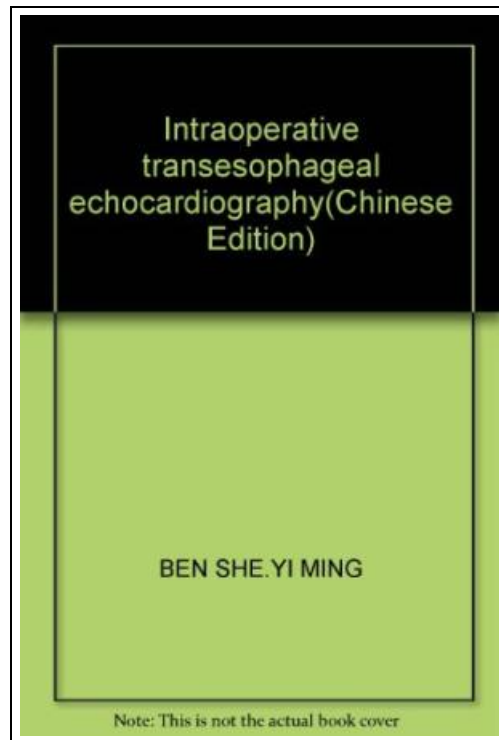 Intraoperative
transesophageal
echocardiography(Chinese
Edition)
BEN SHE.YI MING
Note: This is not the actual book cover